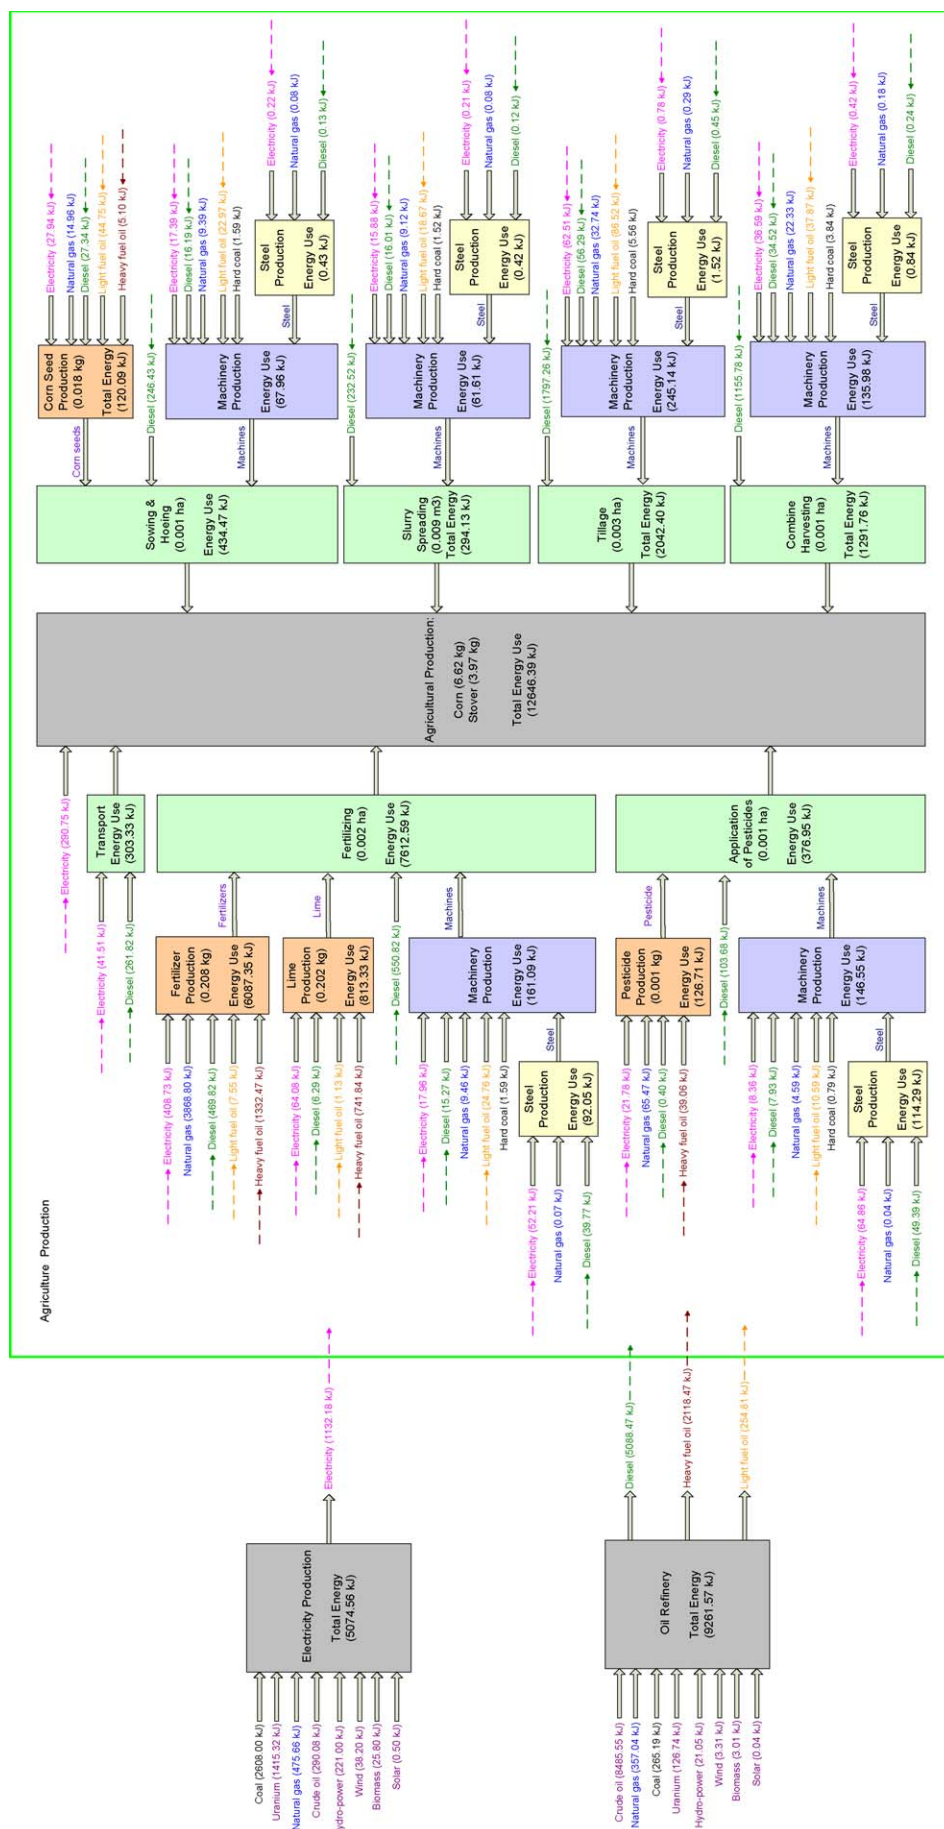 Agriculture Production
Coal (2608.00 kJ)
Uranium (1415.32 kJ)
Natural gas (475.66 kJ)
Crude oil (290.08 kJ)
ydro-power (221.00 kJ)
Wind (38.20 kJ)
Biomass (25.80 kJ)
Solar (0.50 kJ)
Electricity Production
Total Energy
(5074.56 kJ)
Electricity (1132.18 kJ)
Crude oil (8485.55 kJ)
Natural gas (357.04 kJ)
Coal (265.19 kJ)
Uranium (126.74 kJ)
Hydro-power (21.05 kJ)
Wind (3.31 kJ)
Biomass (3.01 kJ)
Solar (0.04 kJ)
Oil Refinery
Total Energy
(9261.57 kJ)
Diesel (5088.47 kJ)
Heavy fuel oil (2118.47 kJ)
Light fuel oil (254.81 kJ)
Electricity (290.75 kJ)
Electricity (41.51 kJ)
Diesel (261.82 kJ)
Transport
Energy Use
(303.33 kJ)
Electricity (408.73 kJ)
Natural gas (3868.80 kJ)
Diesel (469.82 kJ)
Light fuel oil (7.55 kJ)
Heavy fuel oil (1332.47 kJ)
Fertilizer
Production
(0.208 kg)
Energy Use
(6087.35 kJ)
Fertilizers
Electricity (64.08 kJ)
Diesel (6.29 kJ)
Light fuel oil (1.13 kJ)
Heavy fuel oil (741.84 kJ)
Lime
Production
(0.202 kg)
Energy Use
(813.33 kJ)
Lime
Diesel (550.82 kJ)
Electricity (17.96 kJ)
Diesel (15.27 kJ)
Natural gas (9.46 kJ)
Light fuel oil (24.76 kJ)
Hard coal (1.59 kJ)
Electricity (52.21 kJ)
Natural gas (0.07 kJ)
Diesel (39.77 kJ)
Steel
Production
Energy Use
(92.05 kJ)
Steel
Machinery
Production
Energy Use
(161.09 kJ)
Machines
Fertilizing
(0.002 ha)
Energy Use
(7612.59 kJ)
Electricity (21.78 kJ)
Natural gas (65.47 kJ)
Diesel (0.40 kJ)
Heavy fuel oil (39.06 kJ)
Pesticide
Production
(0.001 kg)
Energy Use
(126.71 kJ)
Pesticide
Diesel (103.68 kJ)
Electricity (8.36 kJ)
Diesel (7.93 kJ)
Natural gas (4.59 kJ)
Light fuel oil (10.59 kJ)
Hard coal (0.79 kJ)
Electricity (64.86 kJ)
Natural gas (0.04 kJ)
Diesel (49.39 kJ)
Steel
Production
Energy Use
(114.29 kJ)
Steel
Machinery
Production
Energy Use
(146.55 kJ)
Machines
Application
of Pesticides
(0.001 ha)
Energy Use
(376.95 kJ)
Agricultural Production:
Corn (6.62 kg)
Stover (3.97 kg)
Total Energy Use
(12646.39 kJ)
Sowing &
Hoeing
(0.001 ha)
Energy Use
(434.47 kJ)
Corn seeds
Corn Seed
Production
(0.018 kg)
Total Energy
(120.09 kJ)
Electricity (27.94 kJ)
Natural gas (14.96 kJ)
Diesel (27.34 kJ)
Light fuel oil (44.75 kJ)
Heavy fuel oil (5.10 kJ)
Diesel (246.43 kJ)
Machines
Machinery
Production
Energy Use
(67.96 kJ)
Electricity (17.39 kJ)
Diesel (16.19 kJ)
Natural gas (9.39 kJ)
Light fuel oil (22.97 kJ)
Hard coal (1.59 kJ)
Steel
Steel
Production
Energy Use
(0.43 kJ)
Electricity (0.22 kJ)
Natural gas (0.08 kJ)
Diesel (0.13 kJ)
Slurry
Spreading
(0.009 m3)
Total Energy
(294.13 kJ)
Diesel (232.52 kJ)
Machines
Machinery
Production
Energy Use
(61.61 kJ)
Electricity (15.88 kJ)
Diesel (16.01 kJ)
Natural gas (9.12 kJ)
Light fuel oil (18.67 kJ)
Hard coal (1.52 kJ)
Steel
Steel
Production
Energy Use
(0.42 kJ)
Electricity (0.21 kJ)
Natural gas (0.08 kJ)
Diesel (0.12 kJ)
Tillage
(0.003 ha)
Total Energy
(2042.40 kJ)
Diesel (1797.26 kJ)
Machines
Machinery
Production
Energy Use
(245.14 kJ)
Electricity (62.51 kJ)
Diesel (56.29 kJ)
Natural gas (32.74 kJ)
Light fuel oil (86.52 kJ)
Hard coal (5.56 kJ)
Steel
Steel
Production
Energy Use
(1.52 kJ)
Electricity (0.78 kJ)
Natural gas (0.29 kJ)
Diesel (0.45 kJ)
Combine
Harvesting
(0.001 ha)
Total Energy
(1291.76 kJ)
Diesel (1155.78 kJ)
Machines
Machinery
Production
Energy Use
(135.98 kJ)
Electricity (36.59 kJ)
Diesel (34.52 kJ)
Natural gas (22.33 kJ)
Light fuel oil (37.87 kJ)
Hard coal (3.84 kJ)
Steel
Steel
Production
Energy Use
(0.84 kJ)
Electricity (0.42 kJ)
Natural gas (0.18 kJ)
Diesel (0.24 kJ)